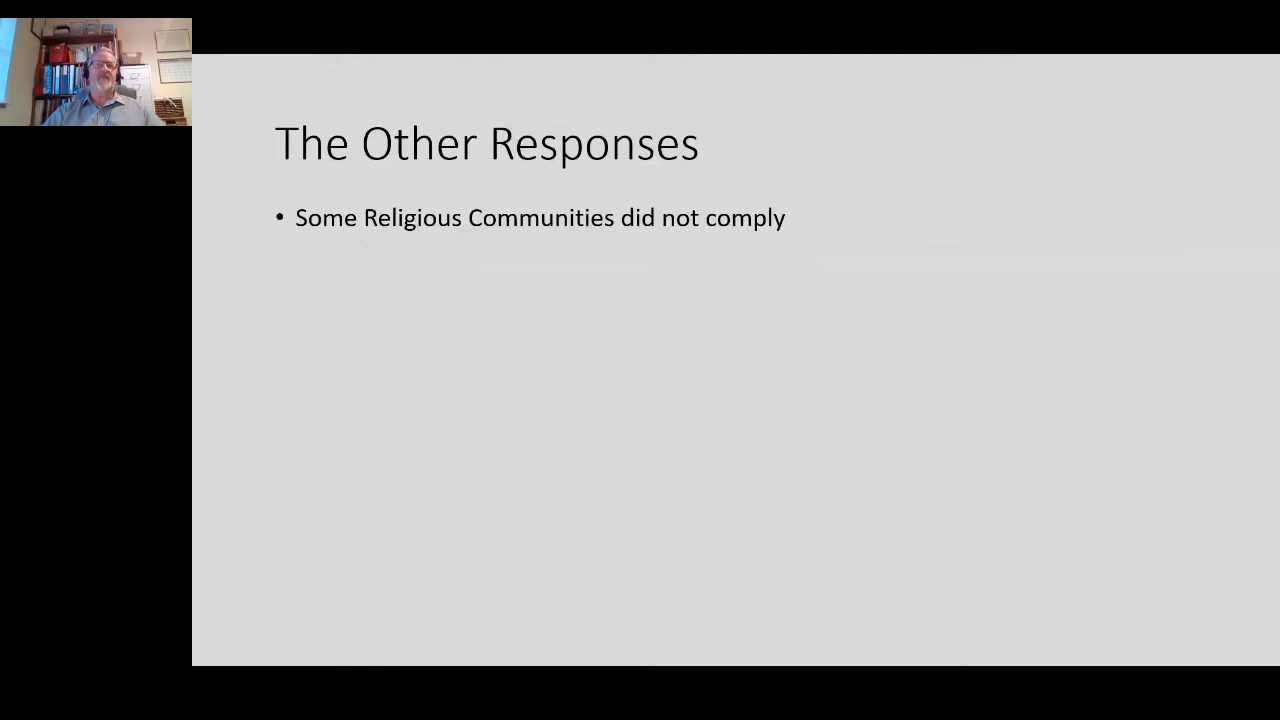 The Other Responses
• Some Religious Communities did not comply